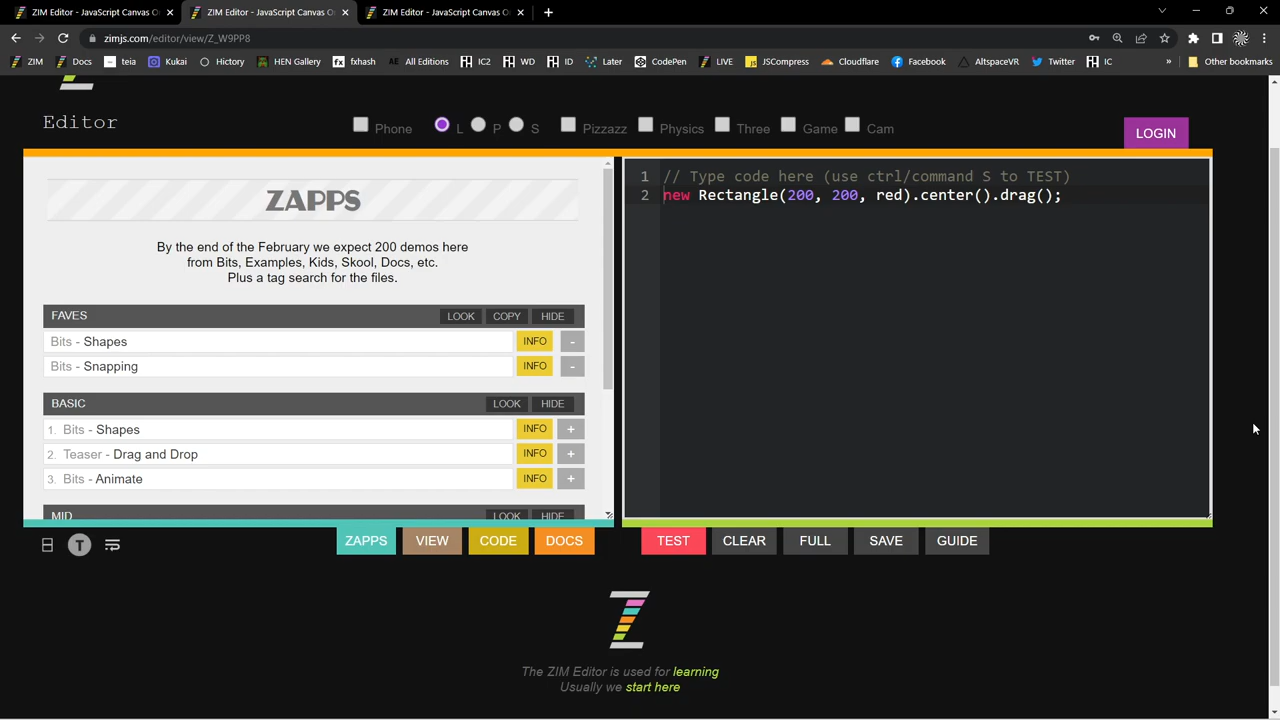 ZIM Editor - JavaScript Canvas O
ZIM Editor - JavaScript Canvas O
ZIM Editor - JavaScript Canvas O
zimjs.com/editor/view/Z_W9PP8
ZIM Docs teia Kukai History HEN Gallery fxhash All Editions IC2 WD ID Later CodePen LIVE JSCompress Cloudflare Facebook AltspaceVR Twitter IC » Other bookmarks
Editor
Phone L P S Pizzazz Physics Three Game Cam
LOGIN
ZAPPS
By the end of the February we expect 200 demos here
from Bits, Examples, Kids, Skool, Docs, etc.
Plus a tag search for the files.
FAVES LOOK COPY HIDE
Bits - Shapes INFO -
Bits - Snapping INFO -
BASIC LOOK HIDE
1. Bits - Shapes INFO +
2. Teaser - Drag and Drop INFO +
3. Bits - Animate INFO +
MID LOOK HIDE
1 // Type code here (use ctrl/command S to TEST)
2 new Rectangle(200, 200, red).center().drag();
T ZAPPS VIEW CODE DOCS
TEST CLEAR FULL SAVE GUIDE
The ZIM Editor is used for learning
Usually we start here